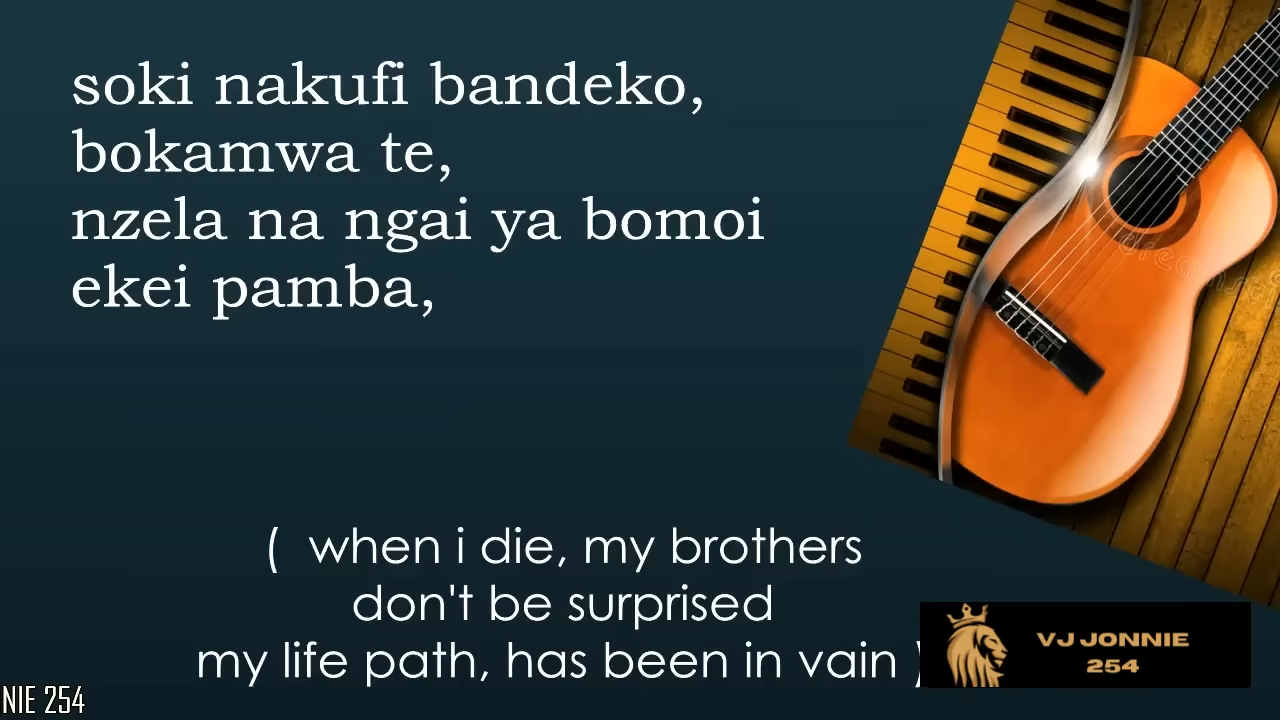 soki nakufi bandeko,
bokamwa te,
nzela na ngai ya bomoi
ekei pamba,
( when i die, my brothers
don't be surprised
my life path, has been in vain )
VJ JONNIE
254
NIE 254